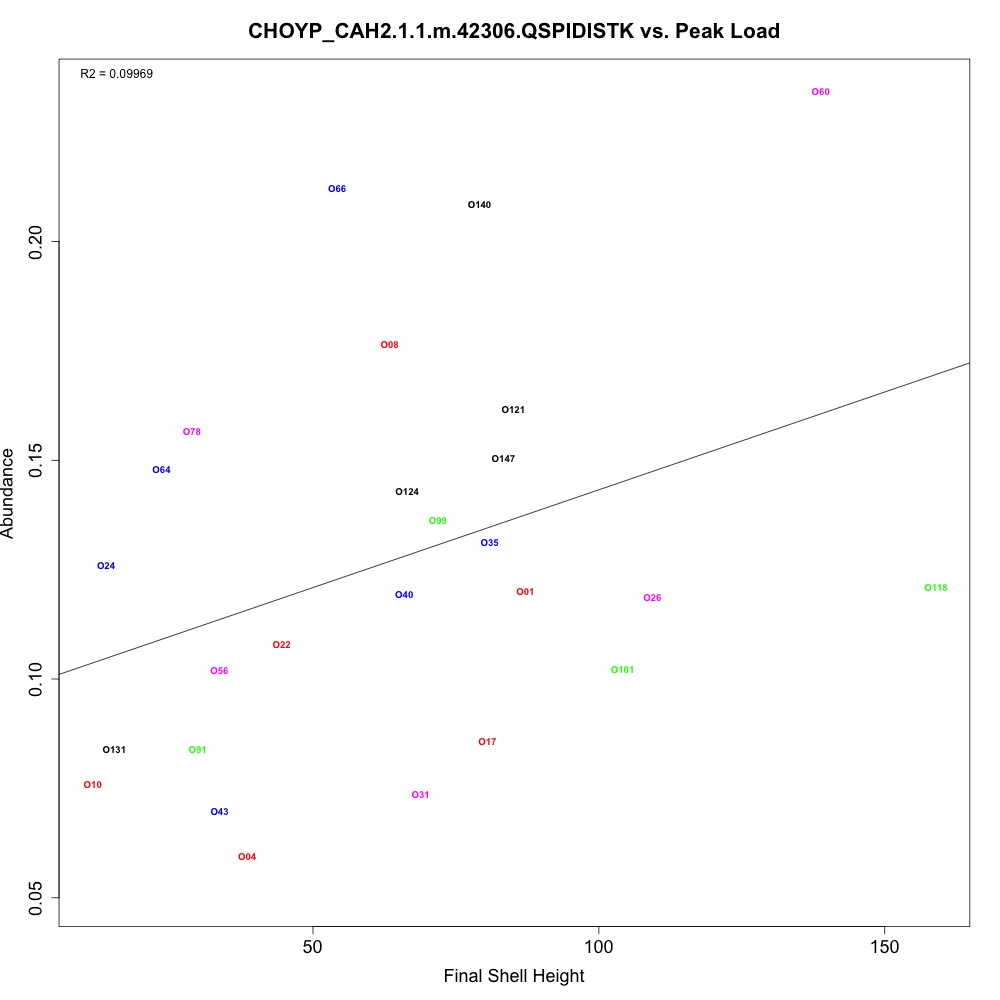 CHOYP_CAH2.1.1.m.42306.QSPIDISTK vs. Peak Load
R2 = 0.09969
O60
O66
O140
0.20
O08
O121
O78
O147
0.15
O64
O124
O99
O35
O24
O118
O01
O40
O26
O22
O101
O56
0.10
O17
O131
O91
O10
O31
O43
O04
0.05
Abundance
50
100
150
Final Shell Height